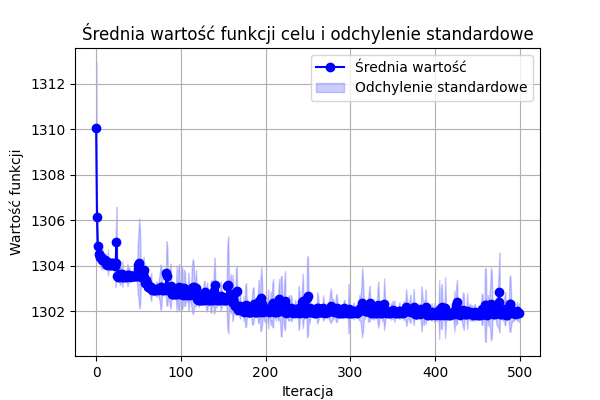 Średnia wartość funkcji celu i odchylenie standardowe
Średnia wartość
Odchylenie standardowe
Wartość funkcji
1312
1310
1308
1306
1304
1302
0 100 200 300 400 500
Iteracja